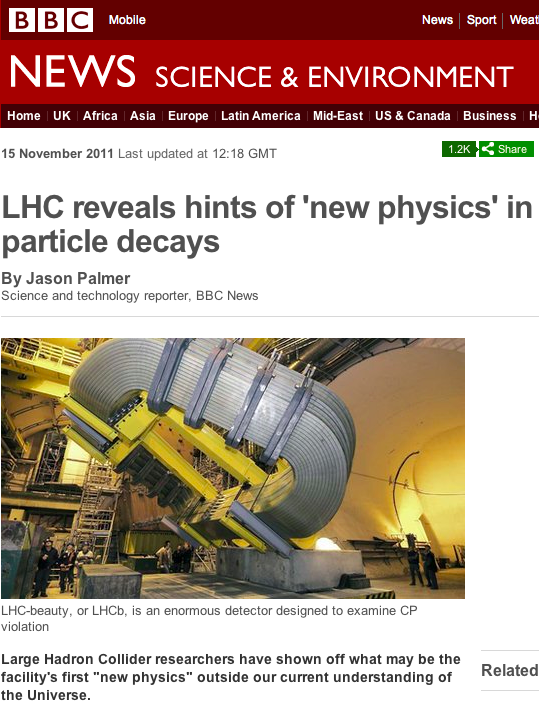 BBC Mobile News Sport Weat
NEWS SCIENCE & ENVIRONMENT
Home UK Africa Asia Europe Latin America Mid-East US & Canada Business H
15 November 2011 Last updated at 12:18 GMT 1.2K Share
LHC reveals hints of 'new physics' in
particle decays
By Jason Palmer
Science and technology reporter, BBC News
LHC-beauty, or LHCb, is an enormous detector designed to examine CP
violation
Large Hadron Collider researchers have shown off what may be the
facility's first "new physics" outside our current understanding of
the Universe.
Related